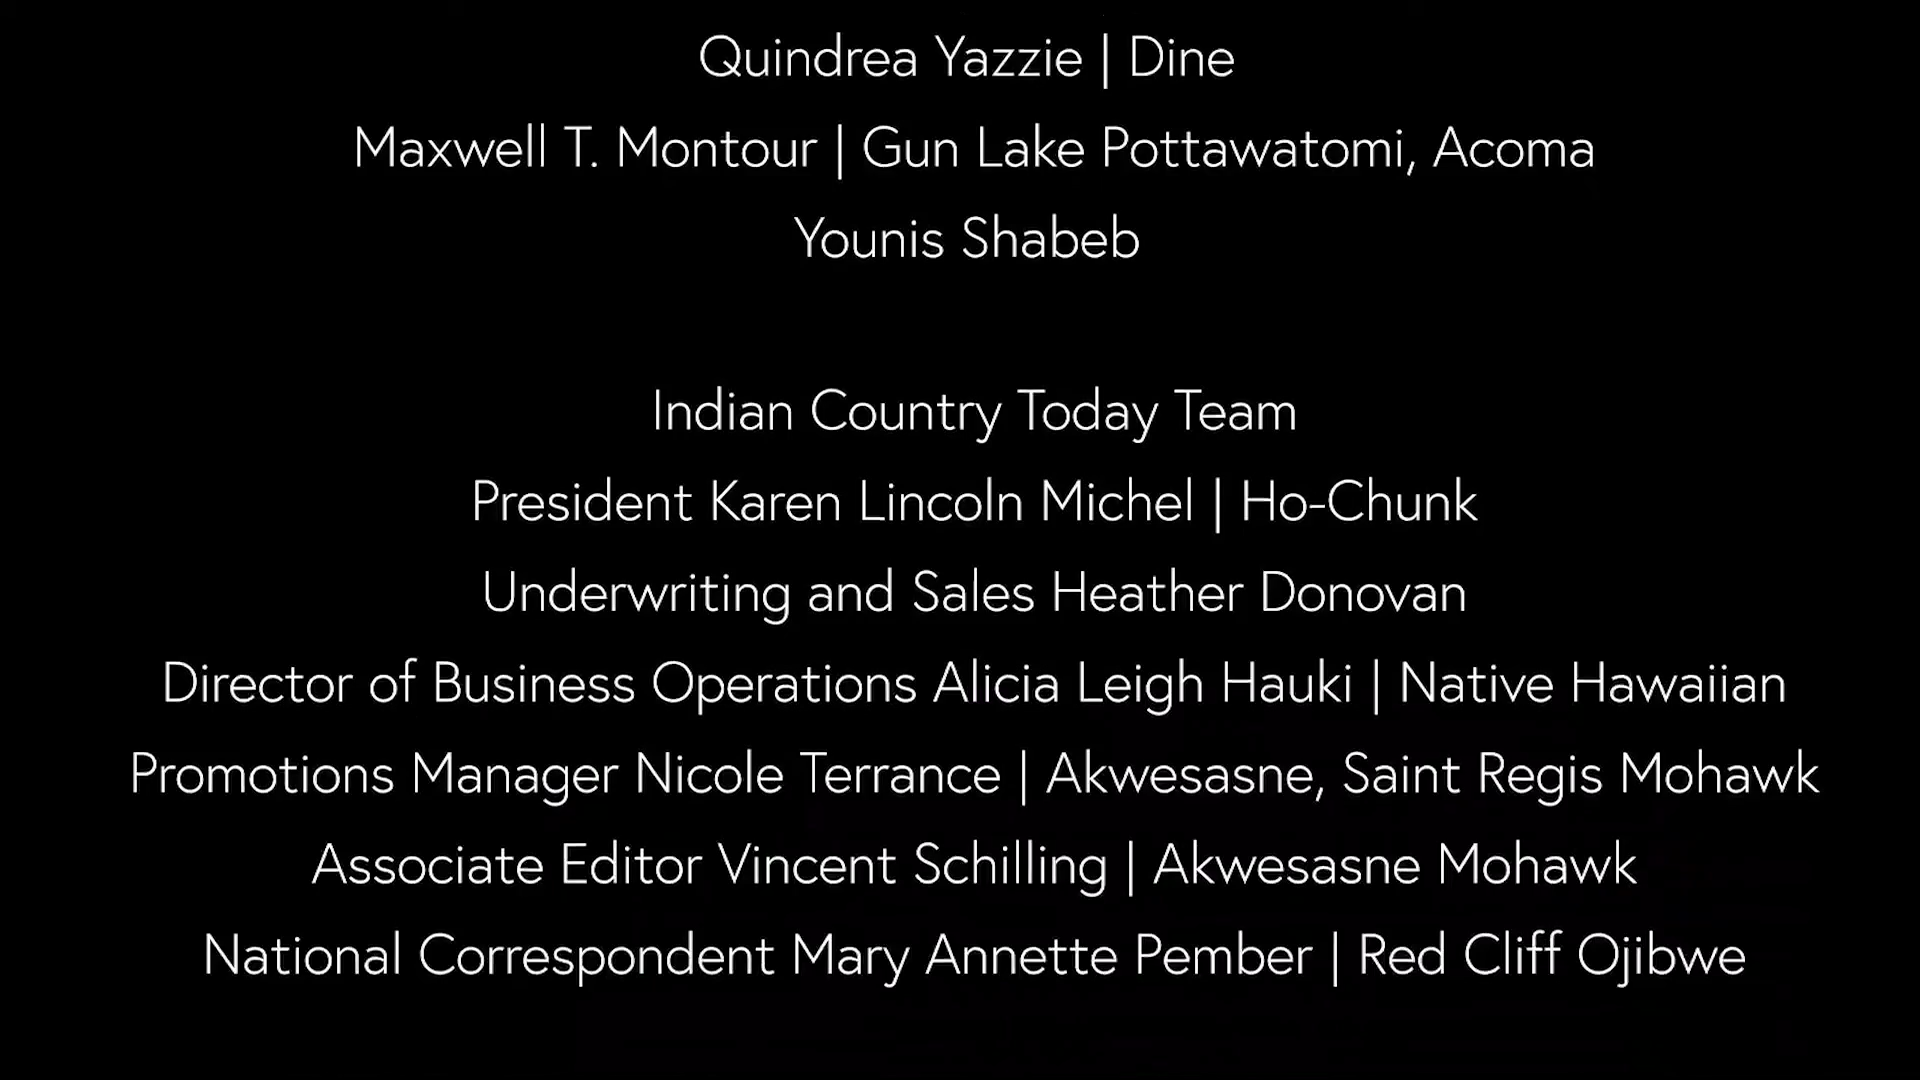 Quindrea Yazzie | Dine
Maxwell T. Montour | Gun Lake Pottawatomi, Acoma
Younis Shabeb
Indian Country Today Team
President Karen Lincoln Michel | Ho-Chunk
Underwriting and Sales Heather Donovan
Director of Business Operations Alicia Leigh Hauki | Native Hawaiian
Promotions Manager Nicole Terrance | Akwesasne, Saint Regis Mohawk
Associate Editor Vincent Schilling | Akwesasne Mohawk
National Correspondent Mary Annette Pember | Red Cliff Ojibwe